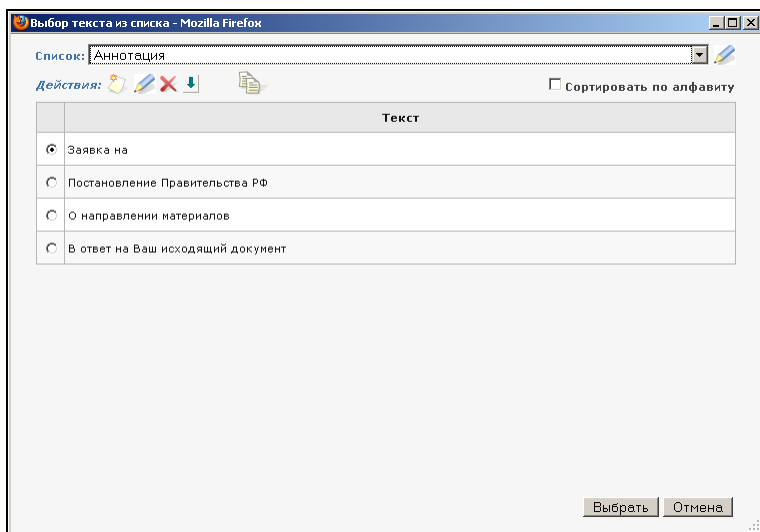 Выбор текста из списка - Mozilla Firefox
Список: Аннотация
Действия:
Сортировать по алфавиту
Текст
Заявка на
Постановление Правительства РФ
О направлении материалов
В ответ на Ваш исходящий документ
Выбрать Отмена